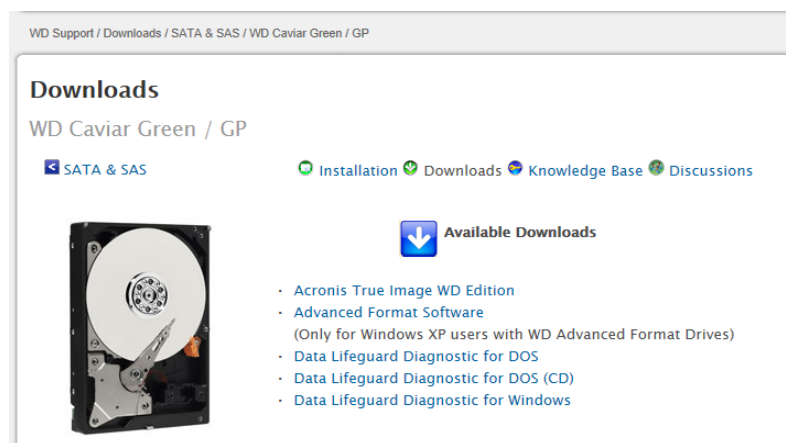 WD Support / Downloads / SATA & SAS / WD Caviar Green / GP
Downloads
WD Caviar Green / GP
SATA & SAS
Installation Downloads Knowledge Base Discussions
Available Downloads
· Acronis True Image WD Edition
· Advanced Format Software
(Only for Windows XP users with WD Advanced Format Drives)
· Data Lifeguard Diagnostic for DOS
· Data Lifeguard Diagnostic for DOS (CD)
· Data Lifeguard Diagnostic for Windows